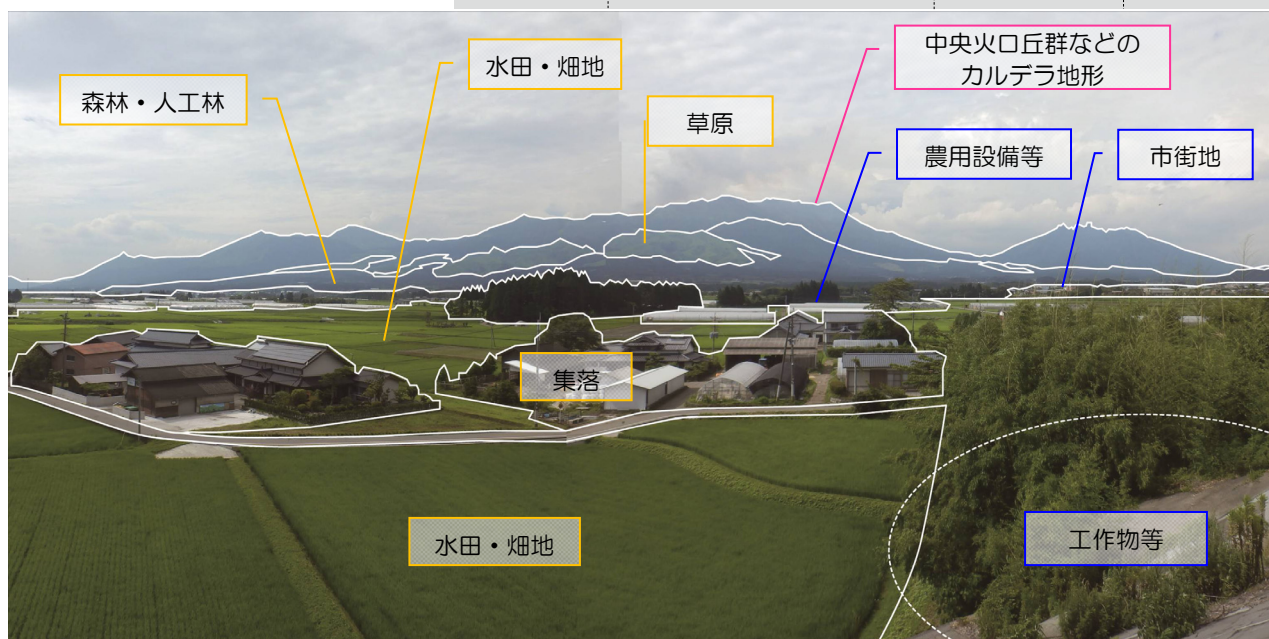 中央火口丘群などの
カルデラ地形
水田・畑地
森林・人工林
草原
農用設備等
市街地
集落
水田・畑地
工作物等